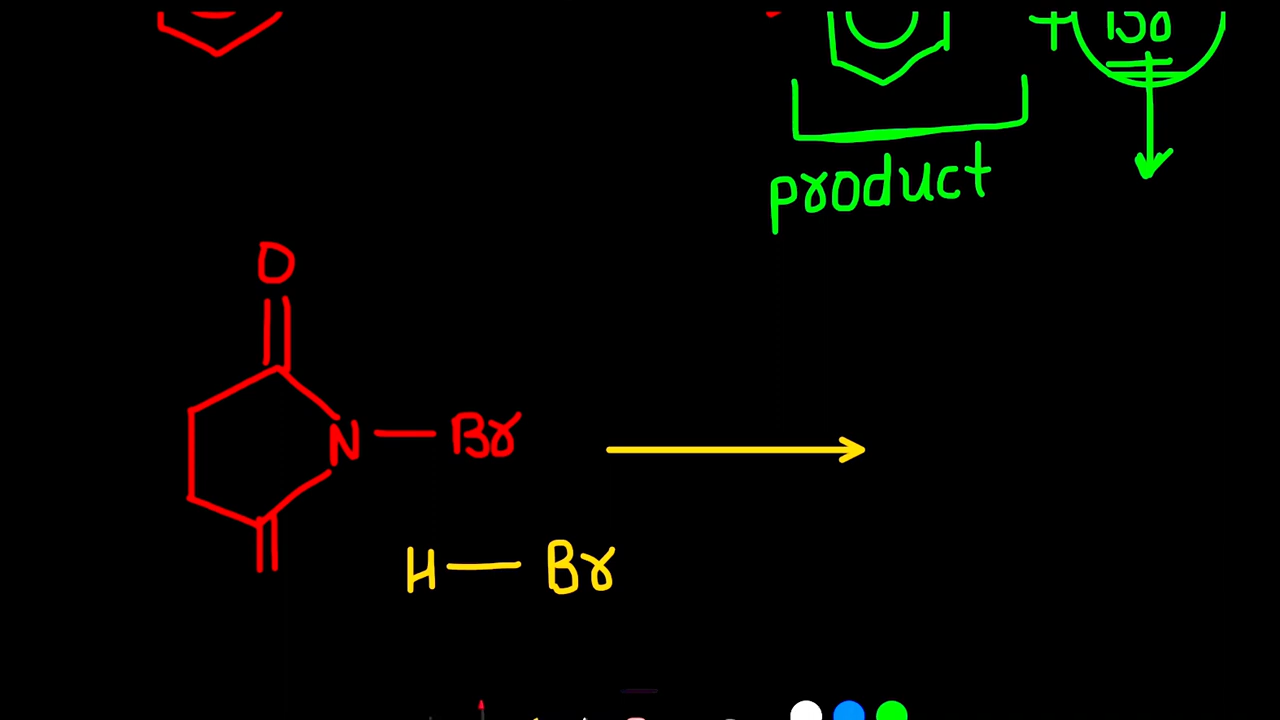 +
product
O
N — Br
H — Br